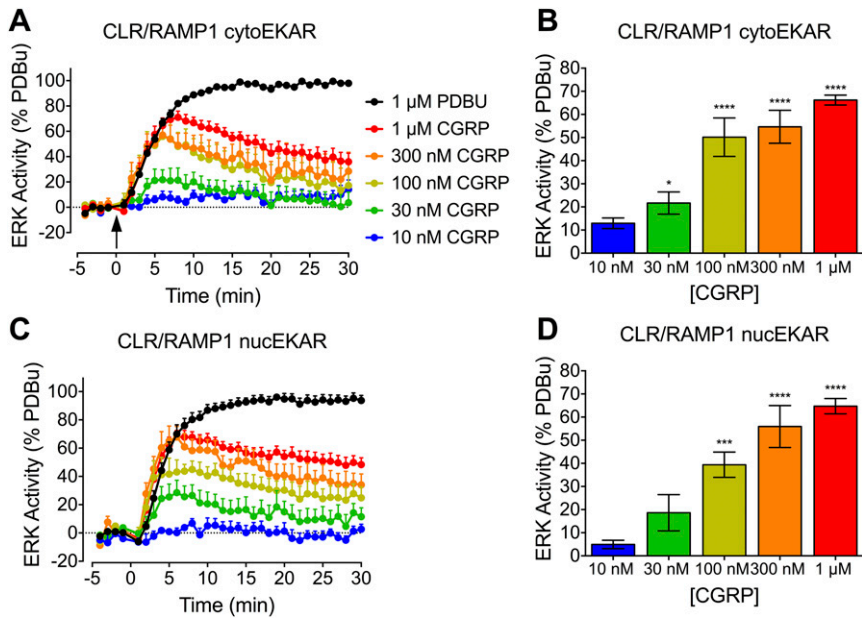 A
CLR/RAMP1 cytoEKAR
ERK Activity (% PDBu)
100
80
60
40
20
0
-20
-5 0 5 10 15 20 25 30
Time (min)
1 µM PDBU
1 µM CGRP
300 nM CGRP
100 nM CGRP
30 nM CGRP
10 nM CGRP
B
CLR/RAMP1 cytoEKAR
ERK Activity (% PDBu)
80
70
60
50
40
30
20
10
0
* **** **** ****
10 nM 30 nM 100 nM 300 nM 1 µM
[CGRP]
C
CLR/RAMP1 nucEKAR
ERK Activity (% PDBu)
100
80
60
40
20
0
-20
-5 0 5 10 15 20 25 30
Time (min)
D
CLR/RAMP1 nucEKAR
ERK Activity (% PDBu)
80
70
60
50
40
30
20
10
0
*** **** ****
10 nM 30 nM 100 nM 300 nM 1 µM
[CGRP]